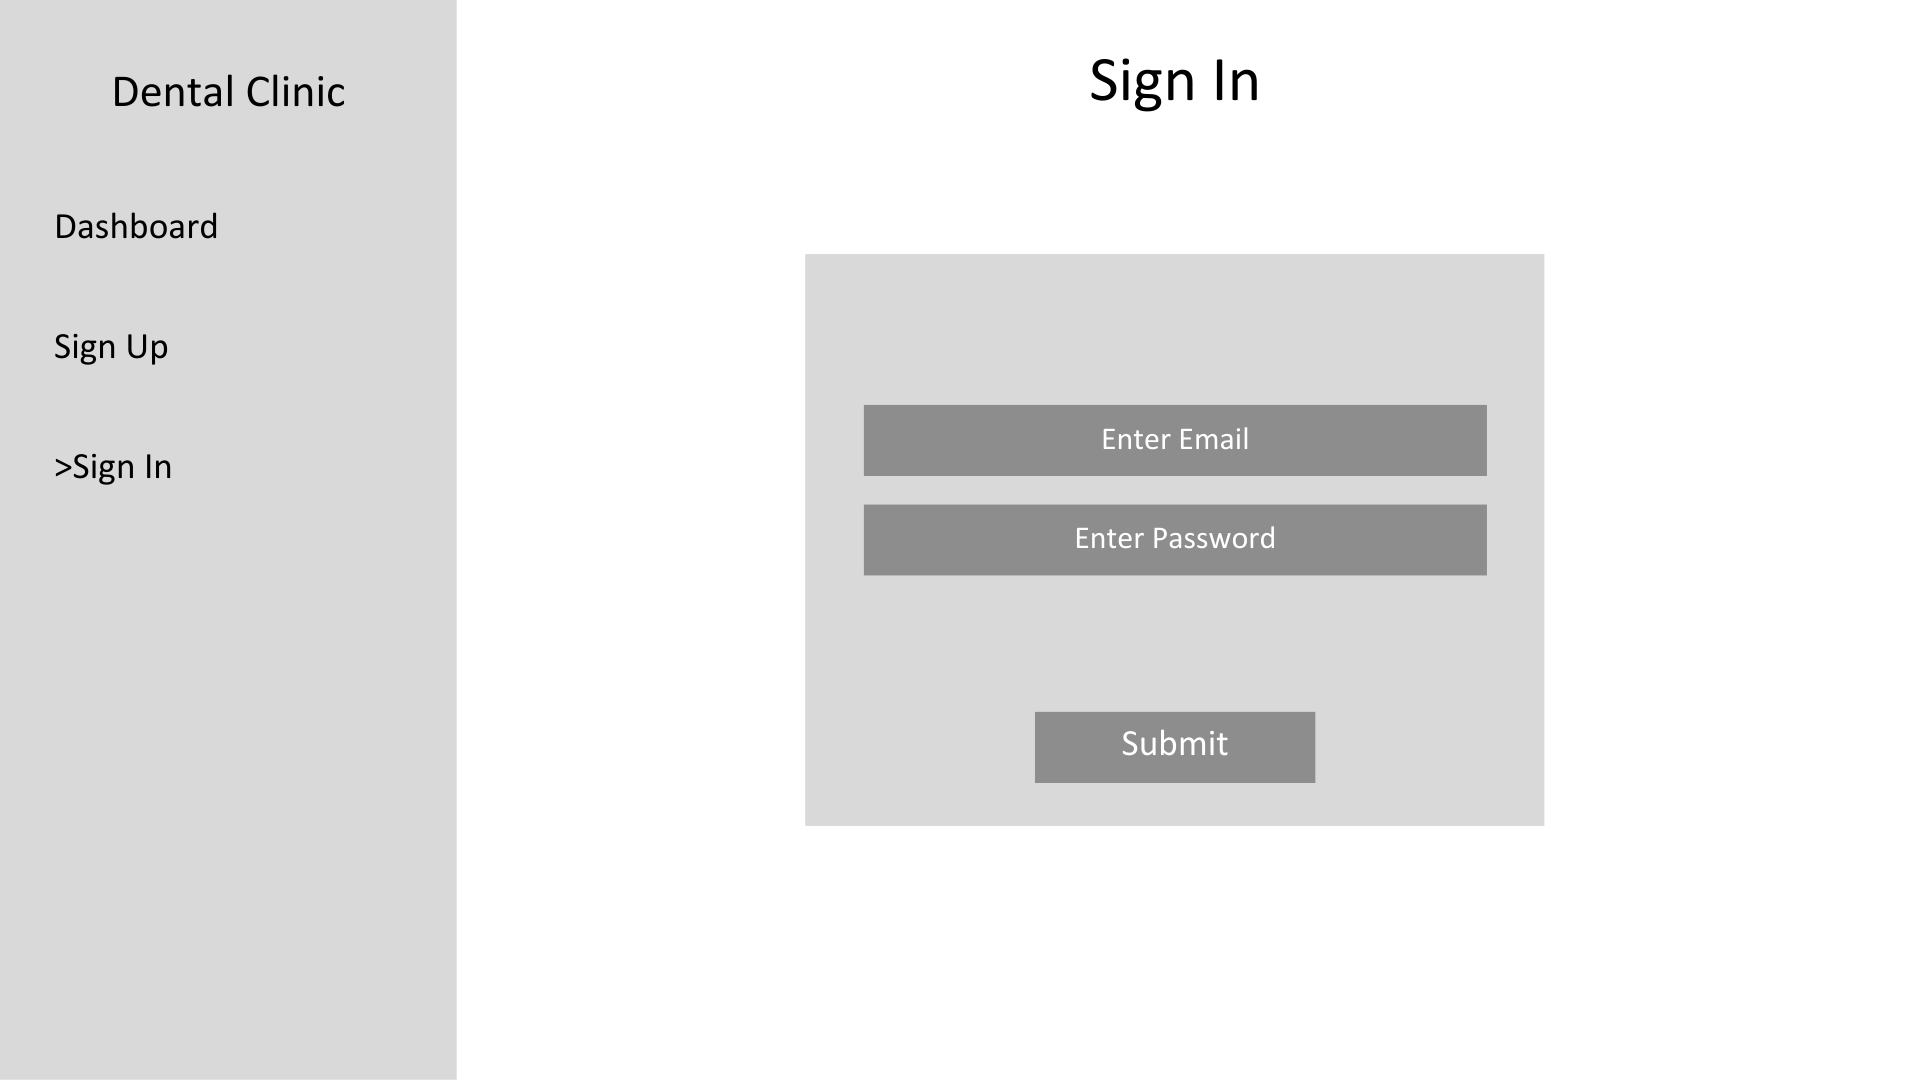 Dental Clinic
Dashboard
Sign Up
>Sign In
Sign In
Enter Email
Enter Password
Submit